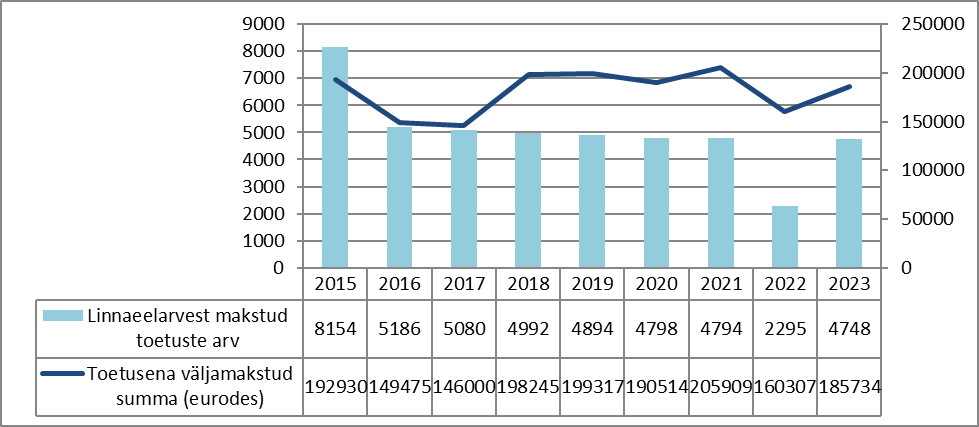 9000
8000
7000
6000
5000
4000
3000
2000
1000
0
250000
200000
150000
100000
50000
0
2015 2016 2017 2018 2019 2020 2021 2022 2023
Linnaeelarvest makstud
toetuste arv
8154 5186 5080 4992 4894 4798 4794 2295 4748
Toetusena väljamakstud
summa (eurodes)
192930 149475 146000 198245 199317 190514 205909 160307 185734